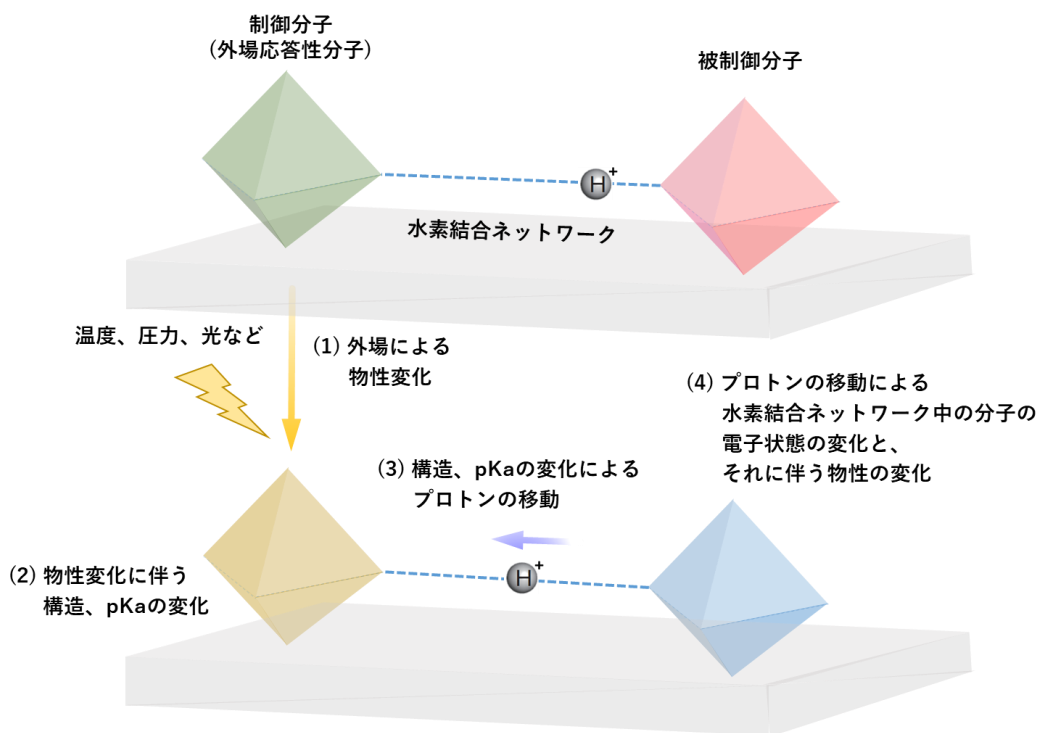 制御分子
（外場応答性分子）
被制御分子
H+
水素結合ネットワーク
温度、圧力、光など
(1) 外場による
物性変化
(4) プロトンの移動による
水素結合ネットワーク中の分子の
電子状態の変化と、
それに伴う物性の変化
(3) 構造、pKaの変化による
プロトンの移動
(2) 物性変化に伴う
構造、pKaの変化
H+